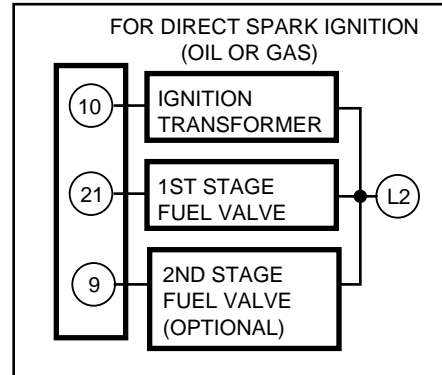 FOR DIRECT SPARK IGNITION
(OIL OR GAS)
10
IGNITION
TRANSFORMER
21
1ST STAGE
FUEL VALVE
L2
9
2ND STAGE
FUEL VALVE
(OPTIONAL)